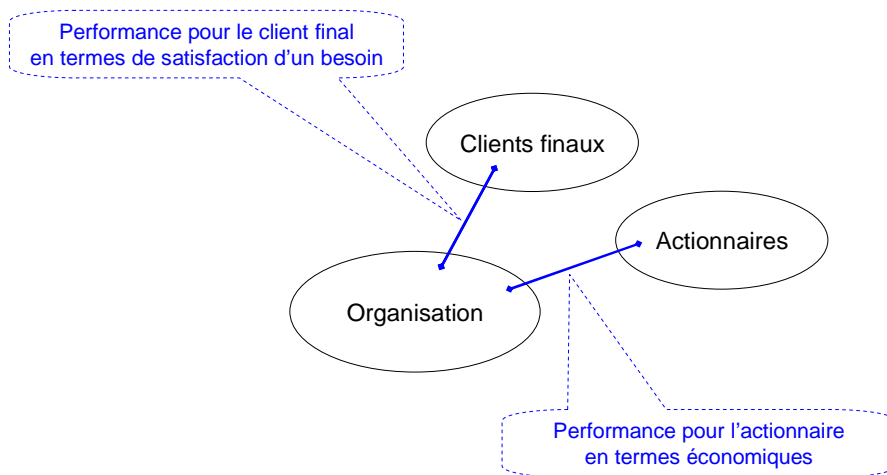 Performance pour le client final
en termes de satisfaction d’un besoin
Clients finaux
Actionnaires
Organisation
Performance pour l’actionnaire
en termes économiques